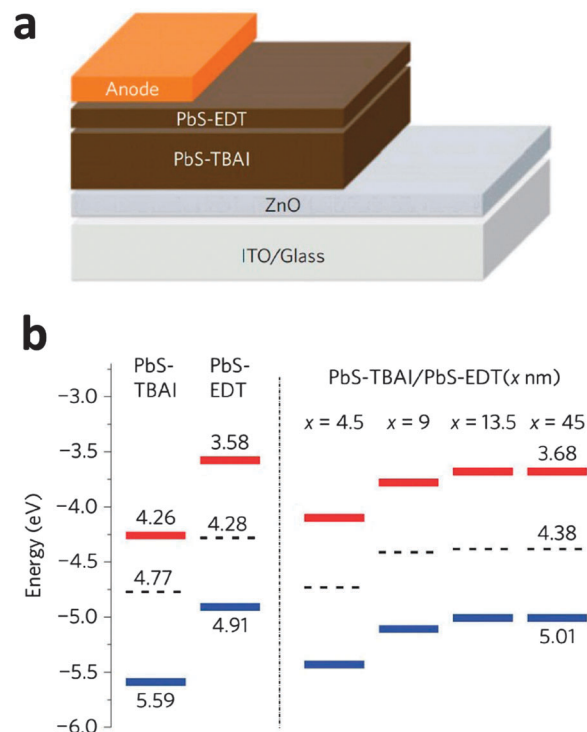 a
Anode
PbS-EDT
PbS-TBAI
ZnO
ITO/Glass
b
PbS-
TBAI
PbS-
EDT
PbS-TBAI/PbS-EDT(x nm)
x = 4.5
x = 9
x = 13.5
x = 45
Energy (eV)
−3.0
−3.5
−4.0
−4.5
−5.0
−5.5
−6.0
4.26
4.77
5.59
3.58
4.28
4.91
3.68
4.38
5.01